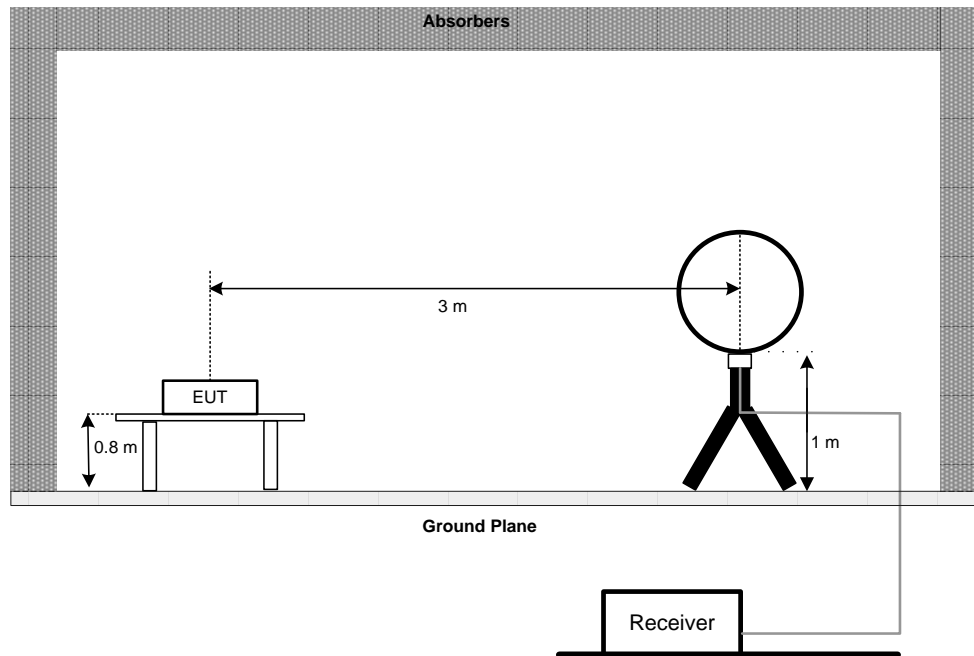 Absorbers
3 m
EUT
0.8 m
1 m
Ground Plane
Receiver